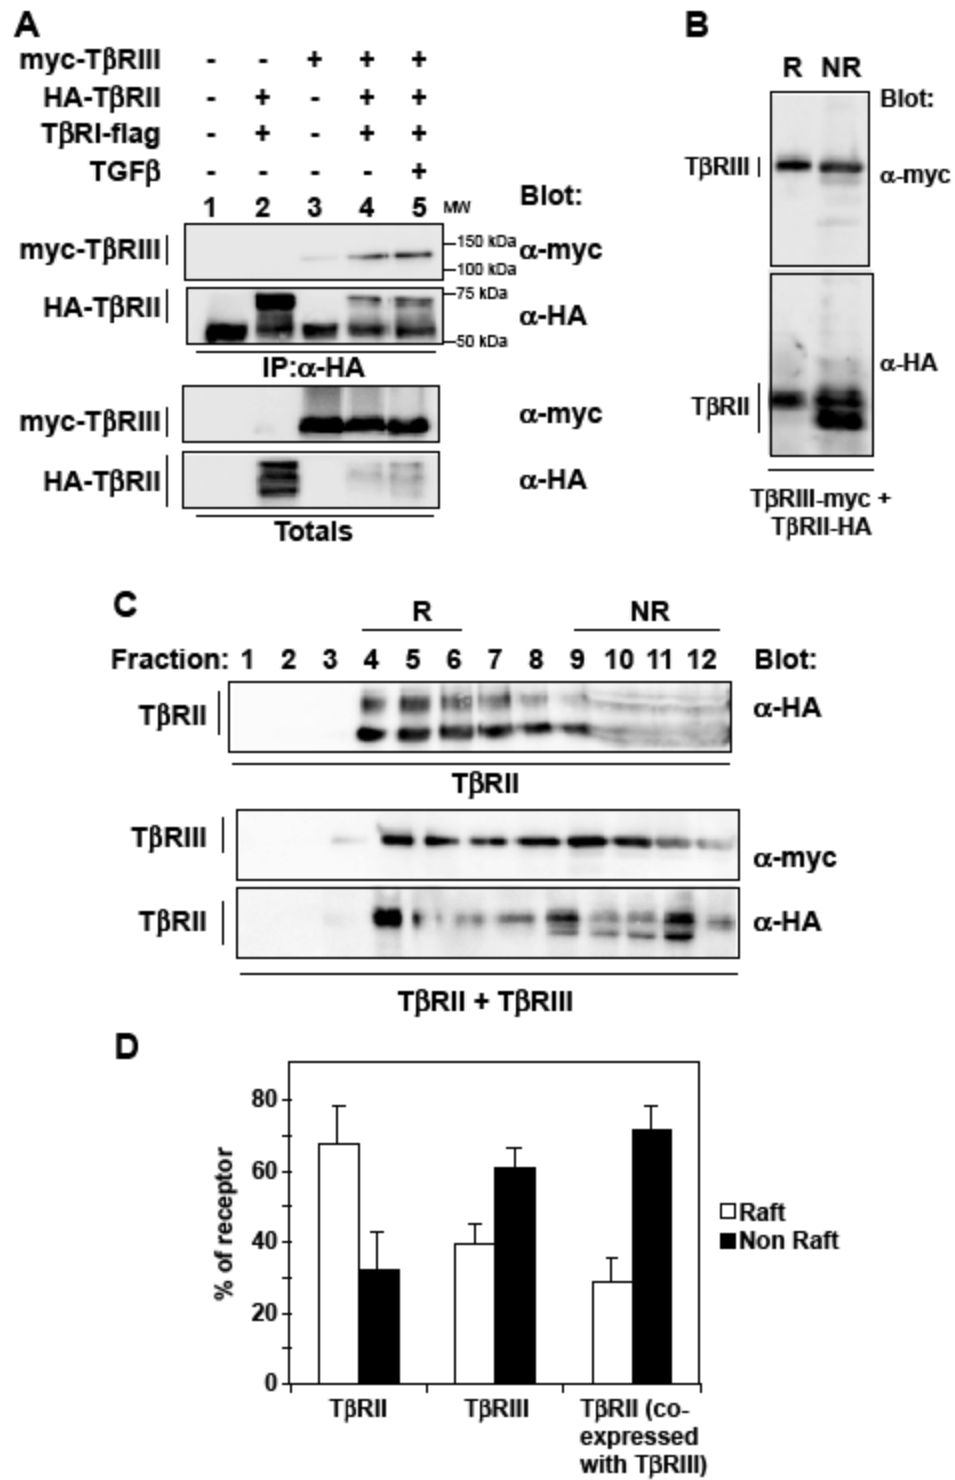 A
myc-TβRIII - - + + +
HA-TβRII - + - + +
TβRI-flag - + - + +
TGFβ - - - - +
1 2 3 4 5 MW Blot:
myc-TβRIII 150 kDa 100 kDa α-myc
HA-TβRII 75 kDa 50 kDa α-HA
IP:α-HA
myc-TβRIII α-myc
HA-TβRII α-HA
Totals
B
R NR
Blot:
TβRIII α-myc
α-HA
TβRII
TβRIII-myc +
TβRII-HA
C
R NR
Fraction: 1 2 3 4 5 6 7 8 9 10 11 12 Blot:
TβRII α-HA
TβRII
TβRIII α-myc
TβRII α-HA
TβRII + TβRIII
D
% of receptor
80
60
40
20
0
Raft
Non Raft
TβRII TβRIII TβRII (co-
expressed
with TβRIII)